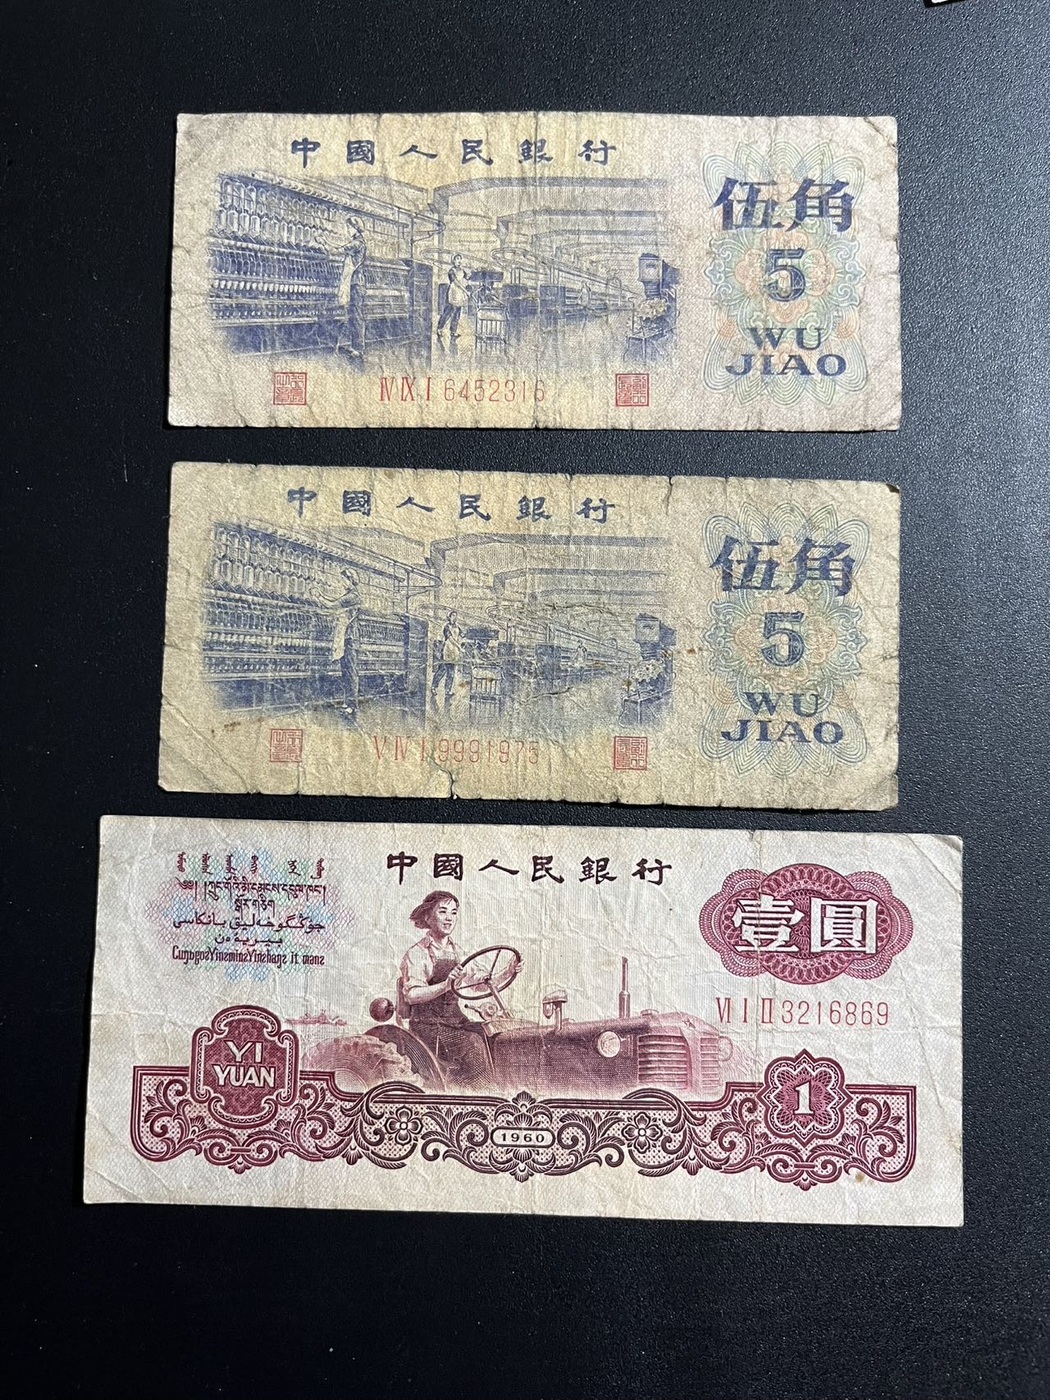 中國人民銀行
伍角
5
WU
JIAO
Ⅳ Ⅸ Ⅰ 6452316
中國人民銀行
伍角
5
WU
JIAO
Ⅴ Ⅳ Ⅰ 9991975
中國人民銀行
壹圓
Ⅵ Ⅰ Ⅱ 3216869
YI
YUAN
1
1960